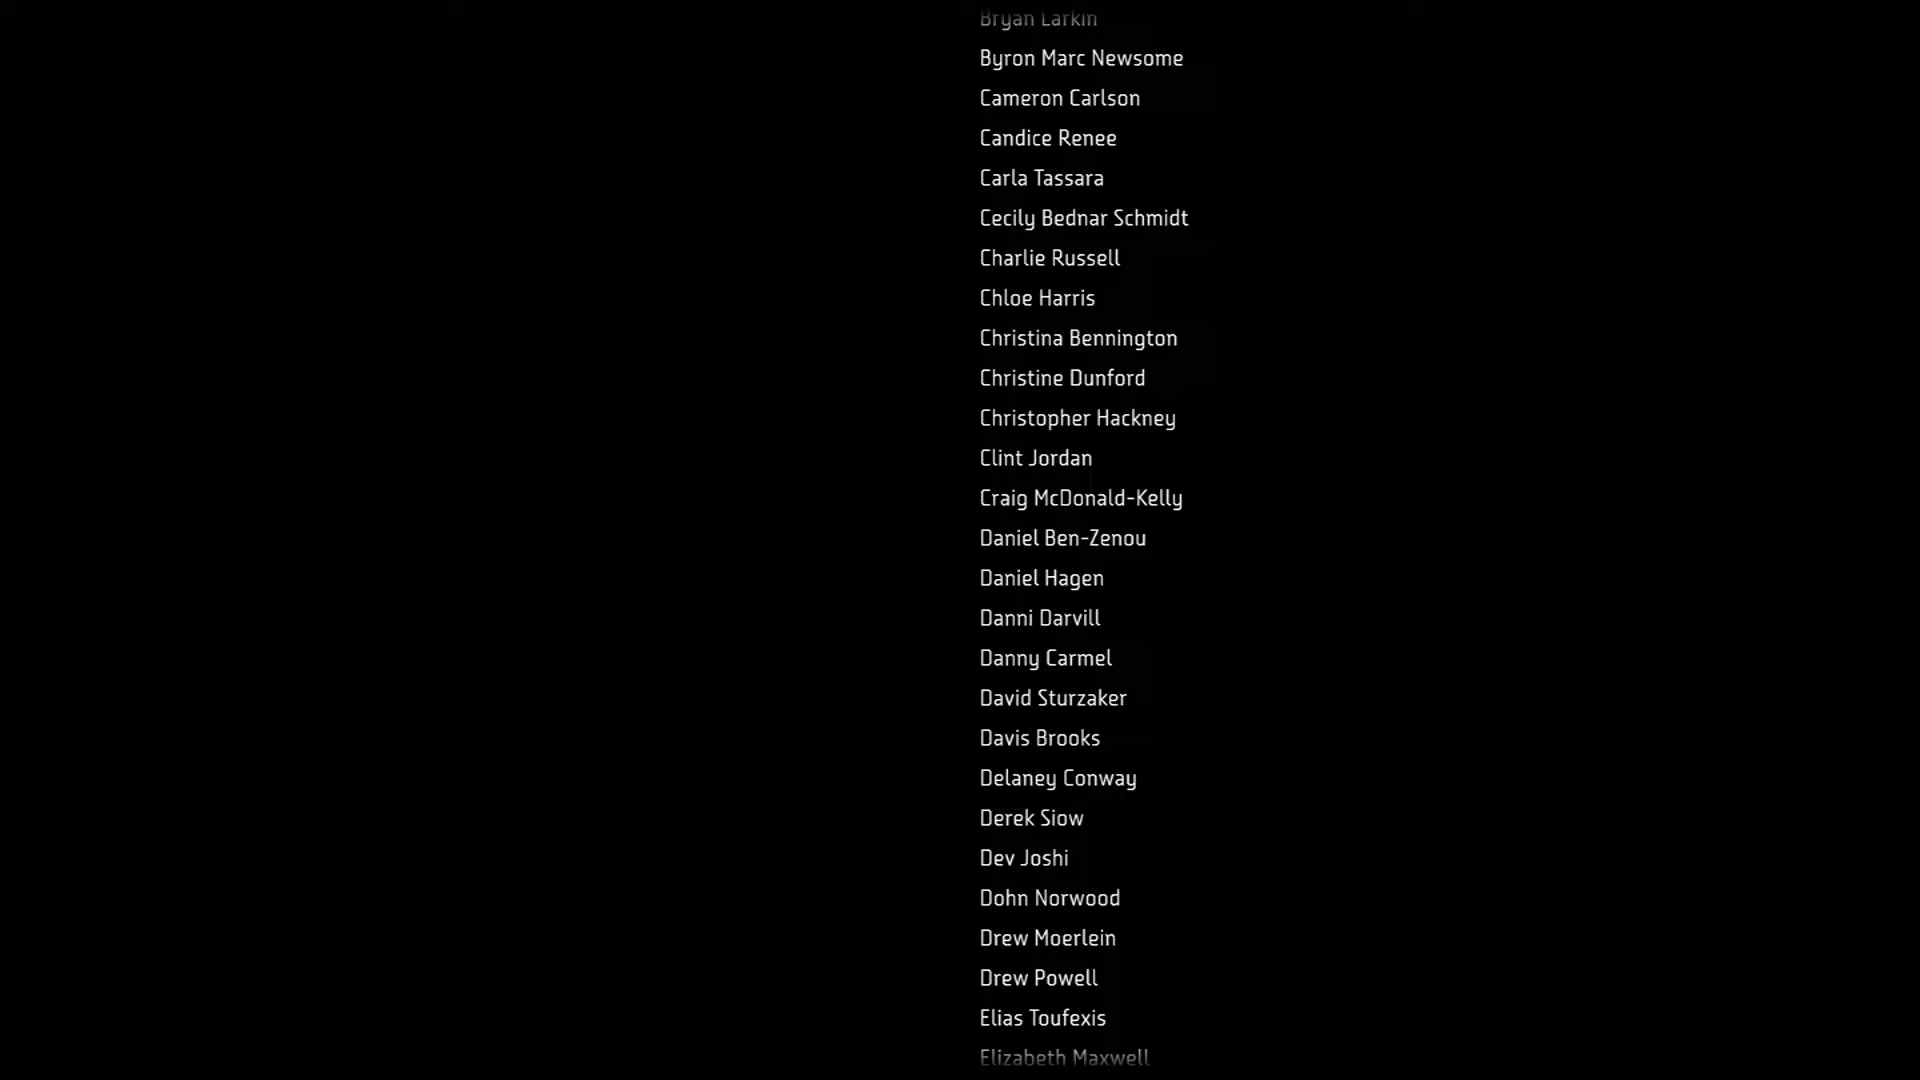 Bryan Larkin
Byron Marc Newsome
Cameron Carlson
Candice Renee
Carla Tassara
Cecily Bednar Schmidt
Charlie Russell
Chloe Harris
Christina Bennington
Christine Dunford
Christopher Hackney
Clint Jordan
Craig McDonald-Kelly
Daniel Ben-Zenou
Daniel Hagen
Danni Darvill
Danny Carmel
David Sturzaker
Davis Brooks
Delaney Conway
Derek Siow
Dev Joshi
Dohn Norwood
Drew Moerlein
Drew Powell
Elias Toufexis
Elizabeth Maxwell